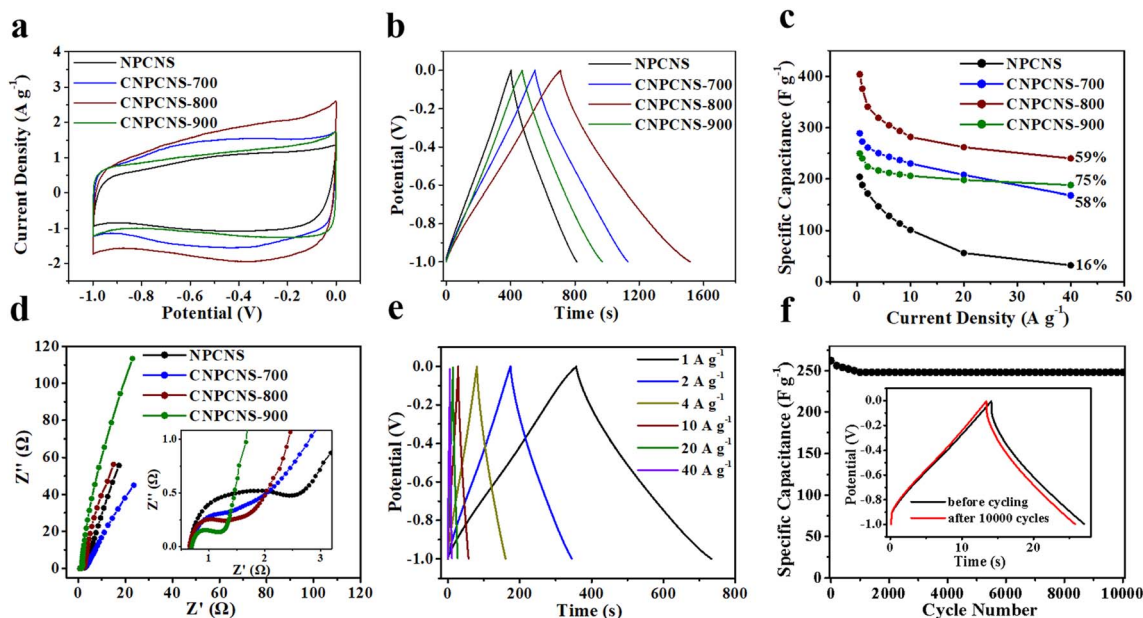 a
Current Density (A g⁻¹)
4
3
2
1
0
-1
-2
NPCNS
CNPCNS-700
CNPCNS-800
CNPCNS-900
-1.0
-0.8
-0.6
-0.4
-0.2
0.0
Potential (V)
b
Potential (V)
0.0
-0.2
-0.4
-0.6
-0.8
-1.0
NPCNS
CNPCNS-700
CNPCNS-800
CNPCNS-900
0
400
800
1200
1600
Time (s)
c
Specific Capacitance (F g⁻¹)
400
300
200
100
0
NPCNS
CNPCNS-700
CNPCNS-800
CNPCNS-900
59%
75%
58%
16%
0
10
20
30
40
50
Current Density (A g⁻¹)
d
Z'' (Ω)
120
100
80
60
40
20
0
NPCNS
CNPCNS-700
CNPCNS-800
CNPCNS-900
Z'' (Ω)
1.0
0.5
0.0
1
2
3
Z' (Ω)
0
20
40
60
80
100
120
Z' (Ω)
e
Potential (V)
0.0
-0.2
-0.4
-0.6
-0.8
-1.0
1 A g⁻¹
2 A g⁻¹
4 A g⁻¹
10 A g⁻¹
20 A g⁻¹
40 A g⁻¹
0
200
400
600
800
Time (s)
f
Specific Capacitance (F g⁻¹)
250
200
150
100
50
0
Potential (V)
0.0
-0.2
-0.4
-0.6
-0.8
-1.0
before cycling
after 10000 cycles
0
10
20
Time (s)
0
2000
4000
6000
8000
10000
Cycle Number